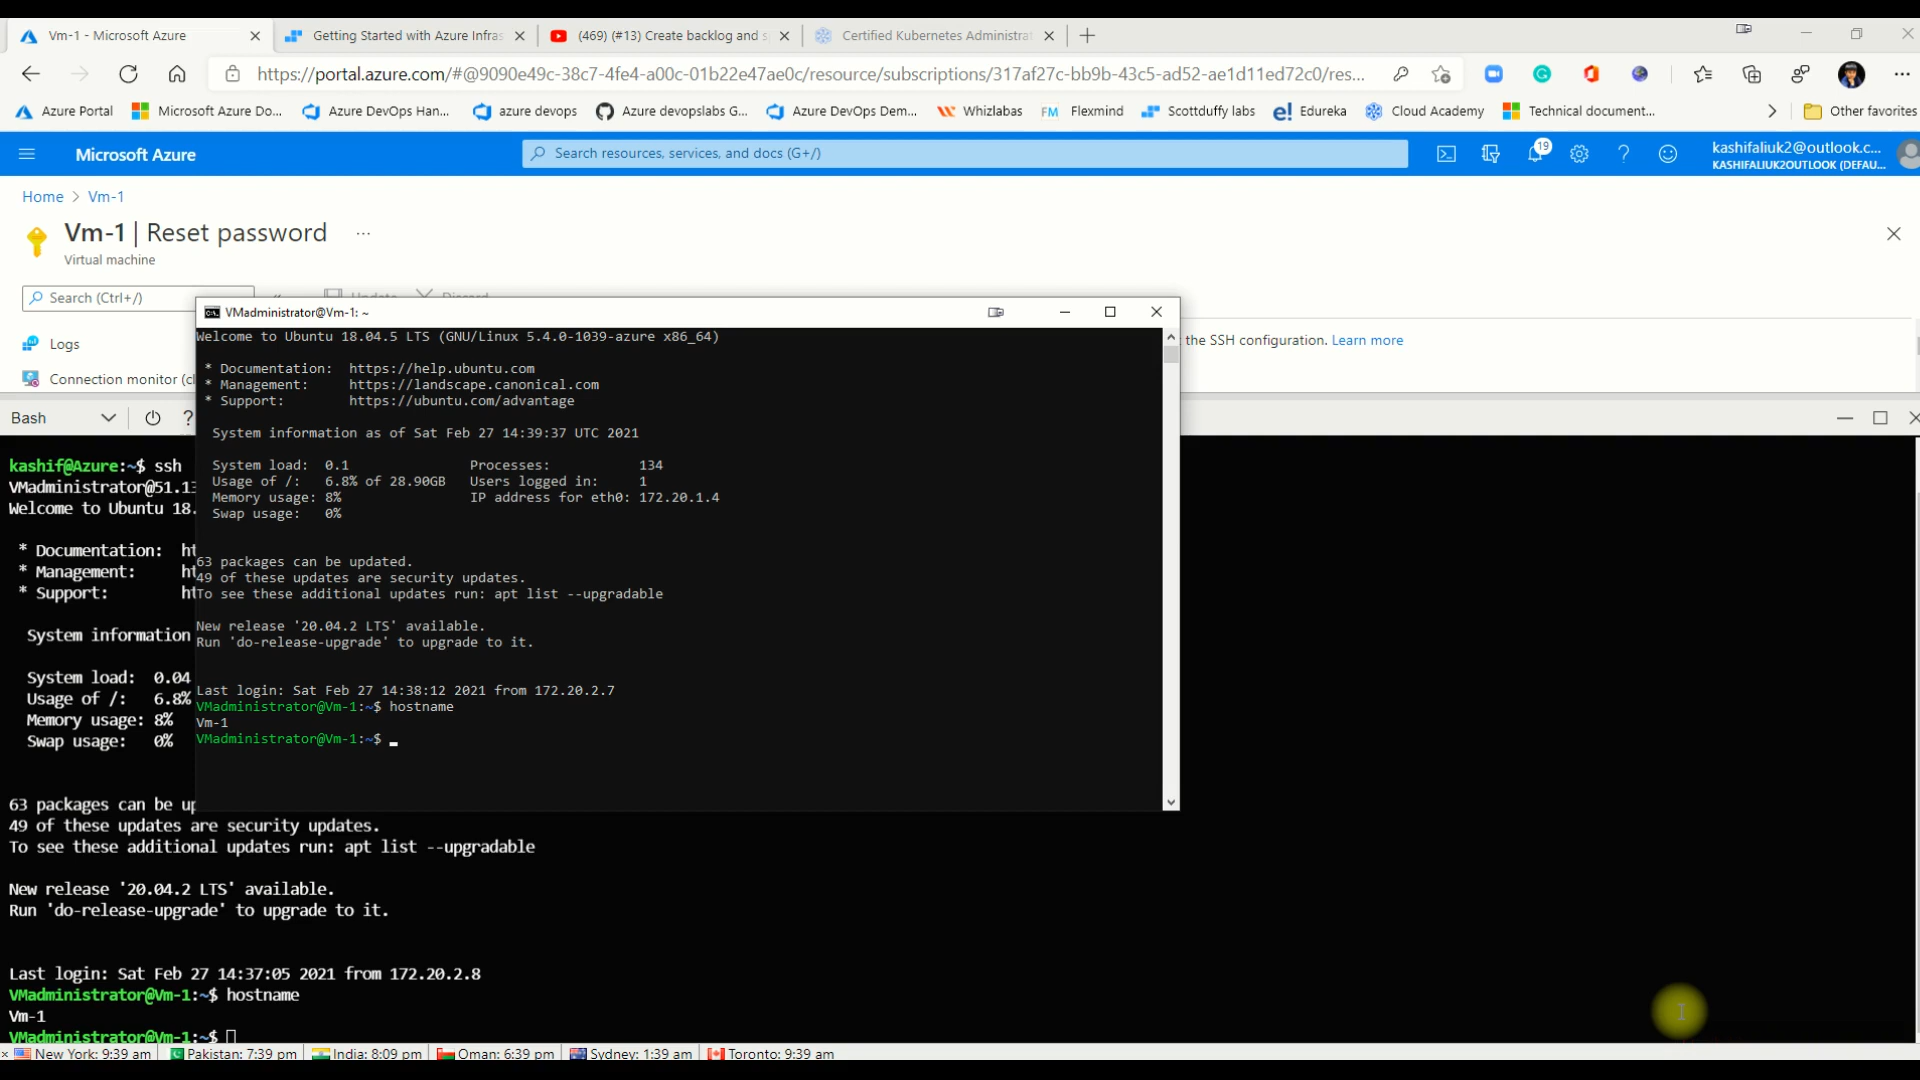 Vm-1 - Microsoft Azure
Getting Started with Azure Infras
(469) (#13) Create backlog and s
Certified Kubernetes Administrat
https://portal.azure.com/#@9090e49c-38c7-4fe4-a00c-01b22e47ae0c/resource/subscriptions/317af27c-bb9b-43c5-ad52-ae1d11ed72c0/res...
Azure Portal
Microsoft Azure Do...
Azure DevOps Han...
azure devops
Azure devopslabs G...
Azure DevOps Dem...
Whizlabs
FM Flexmind
Scottduffy labs
e! Edureka
Cloud Academy
Technical document...
Other favorites
Microsoft Azure
Search resources, services, and docs (G+/)
19
kashifaliuk2@outlook.c...
KASHIFALIUK2OUTLOOK (DEFAU...
Home > Vm-1
Vm-1 | Reset password ...
Virtual machine
Search (Ctrl+/)
Update
Discard
Logs
Connection monitor (cl
the SSH configuration. Learn more
Bash
?
VMadministrator@Vm-1: ~
Welcome to Ubuntu 18.04.5 LTS (GNU/Linux 5.4.0-1039-azure x86_64)
* Documentation: https://help.ubuntu.com
* Management: https://landscape.canonical.com
* Support: https://ubuntu.com/advantage
System information as of Sat Feb 27 14:39:37 UTC 2021
System load: 0.1 Processes: 134
Usage of /: 6.8% of 28.90GB Users logged in: 1
Memory usage: 8% IP address for eth0: 172.20.1.4
Swap usage: 0%
63 packages can be updated.
49 of these updates are security updates.
To see these additional updates run: apt list --upgradable
New release '20.04.2 LTS' available.
Run 'do-release-upgrade' to upgrade to it.
Last login: Sat Feb 27 14:38:12 2021 from 172.20.2.7
VMadministrator@Vm-1:~$ hostname
Vm-1
VMadministrator@Vm-1:~$
kashif@Azure:~$ ssh
VMadministrator@51.13
Welcome to Ubuntu 18.
* Documentation: ht
* Management: ht
* Support: ht
System information
System load: 0.04
Usage of /: 6.8%
Memory usage: 8%
Swap usage: 0%
63 packages can be up
49 of these updates are security updates.
To see these additional updates run: apt list --upgradable
New release '20.04.2 LTS' available.
Run 'do-release-upgrade' to upgrade to it.
Last login: Sat Feb 27 14:37:05 2021 from 172.20.2.8
VMadministrator@Vm-1:~$ hostname
Vm-1
VMadministrator@Vm-1:~$
New York: 9:39 am
Pakistan: 7:39 pm
India: 8:09 pm
Oman: 6:39 pm
Sydney: 1:39 am
Toronto: 9:39 am